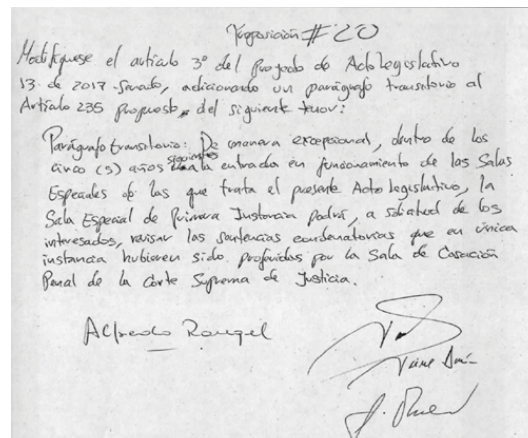 Proposición #20
Modifíquese el artículo 3º del Proyecto de Acto Legislativo
13 de 2017 Senado, adicionando un parágrafo transitorio al
Artículo 235 propuesto, del siguiente tenor:
Parágrafo transitorio: De manera excepcional, dentro de los
cinco (5) años siguientes a la entrada en funcionamiento de las Salas
Especiales de las que trata el presente Acto legislativo, la
Sala Especial de Primera Instancia podrá, a solicitud de los
interesados, revisar las sentencias condenatorias que en única
instancia hubieren sido proferidas por la Sala de Casación
Penal de la Corte Suprema de Justicia.
Alfredo Rangel